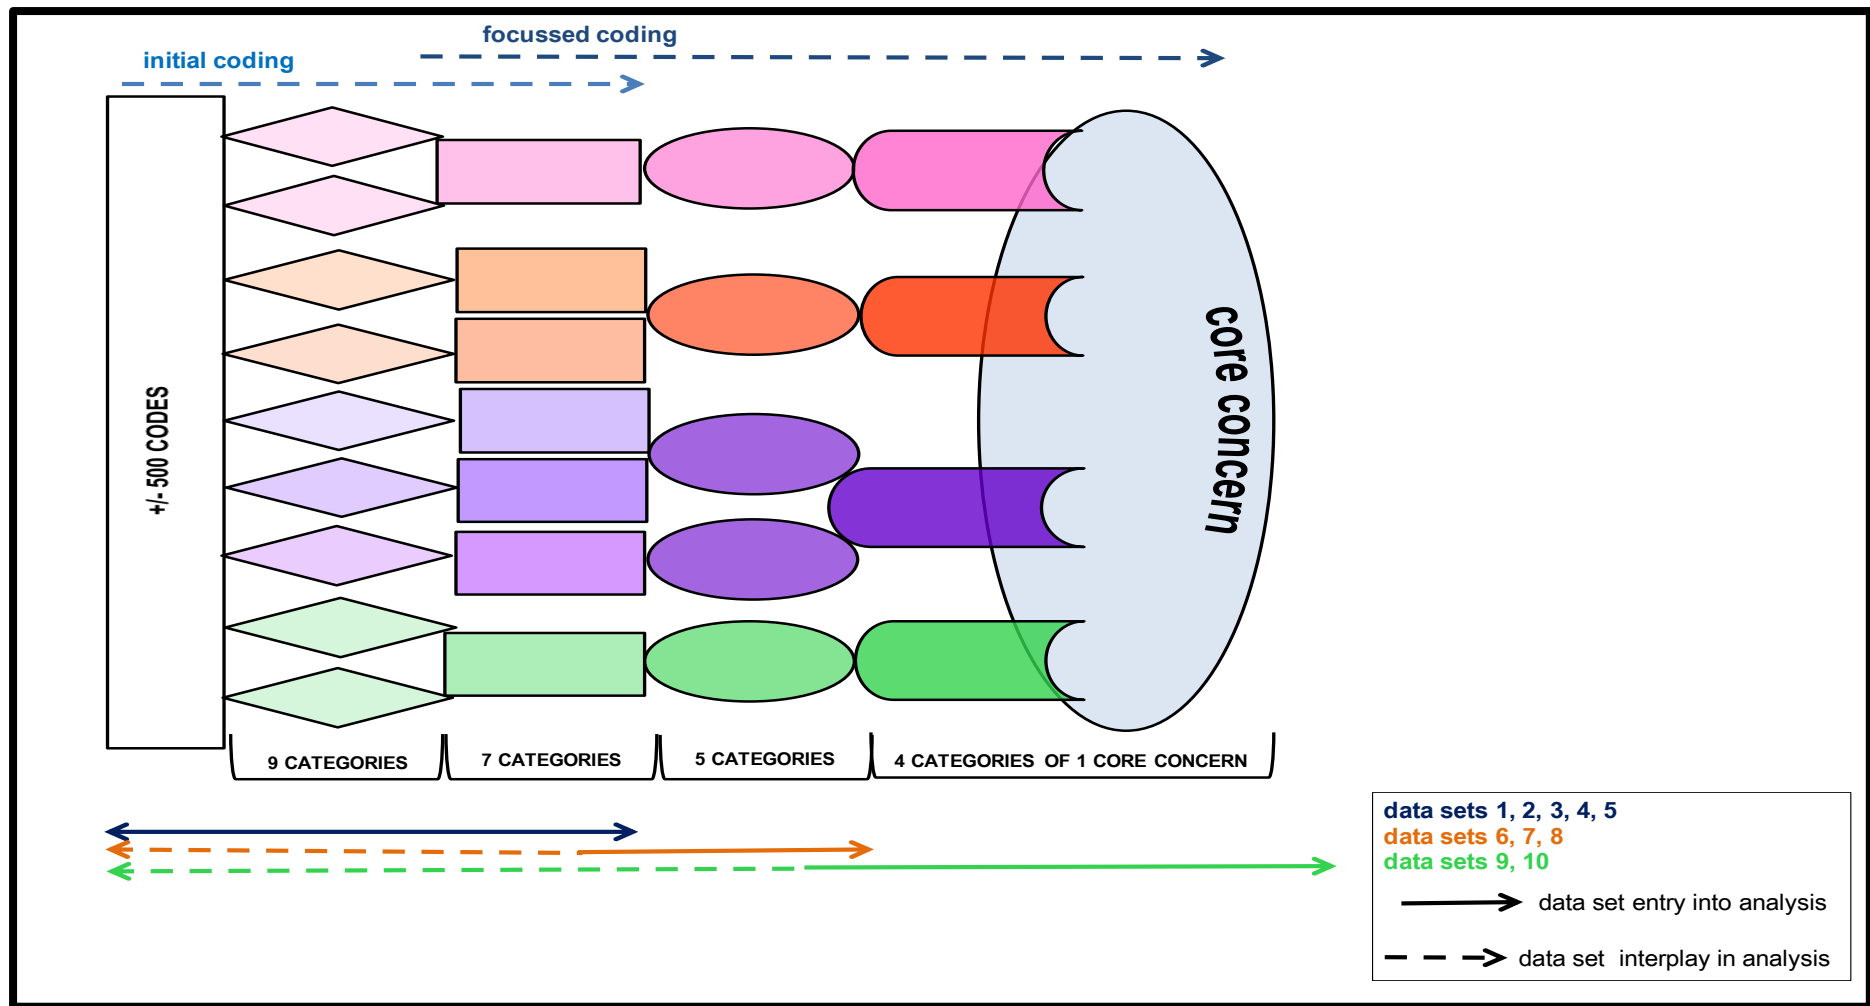 focussed coding
initial coding
+/- 500 CODES
core concern
9 CATEGORIES
7 CATEGORIES
5 CATEGORIES
4 CATEGORIES OF 1 CORE CONCERN
data sets 1, 2, 3, 4, 5
data sets 6, 7, 8
data sets 9, 10
data set entry into analysis
data set interplay in analysis